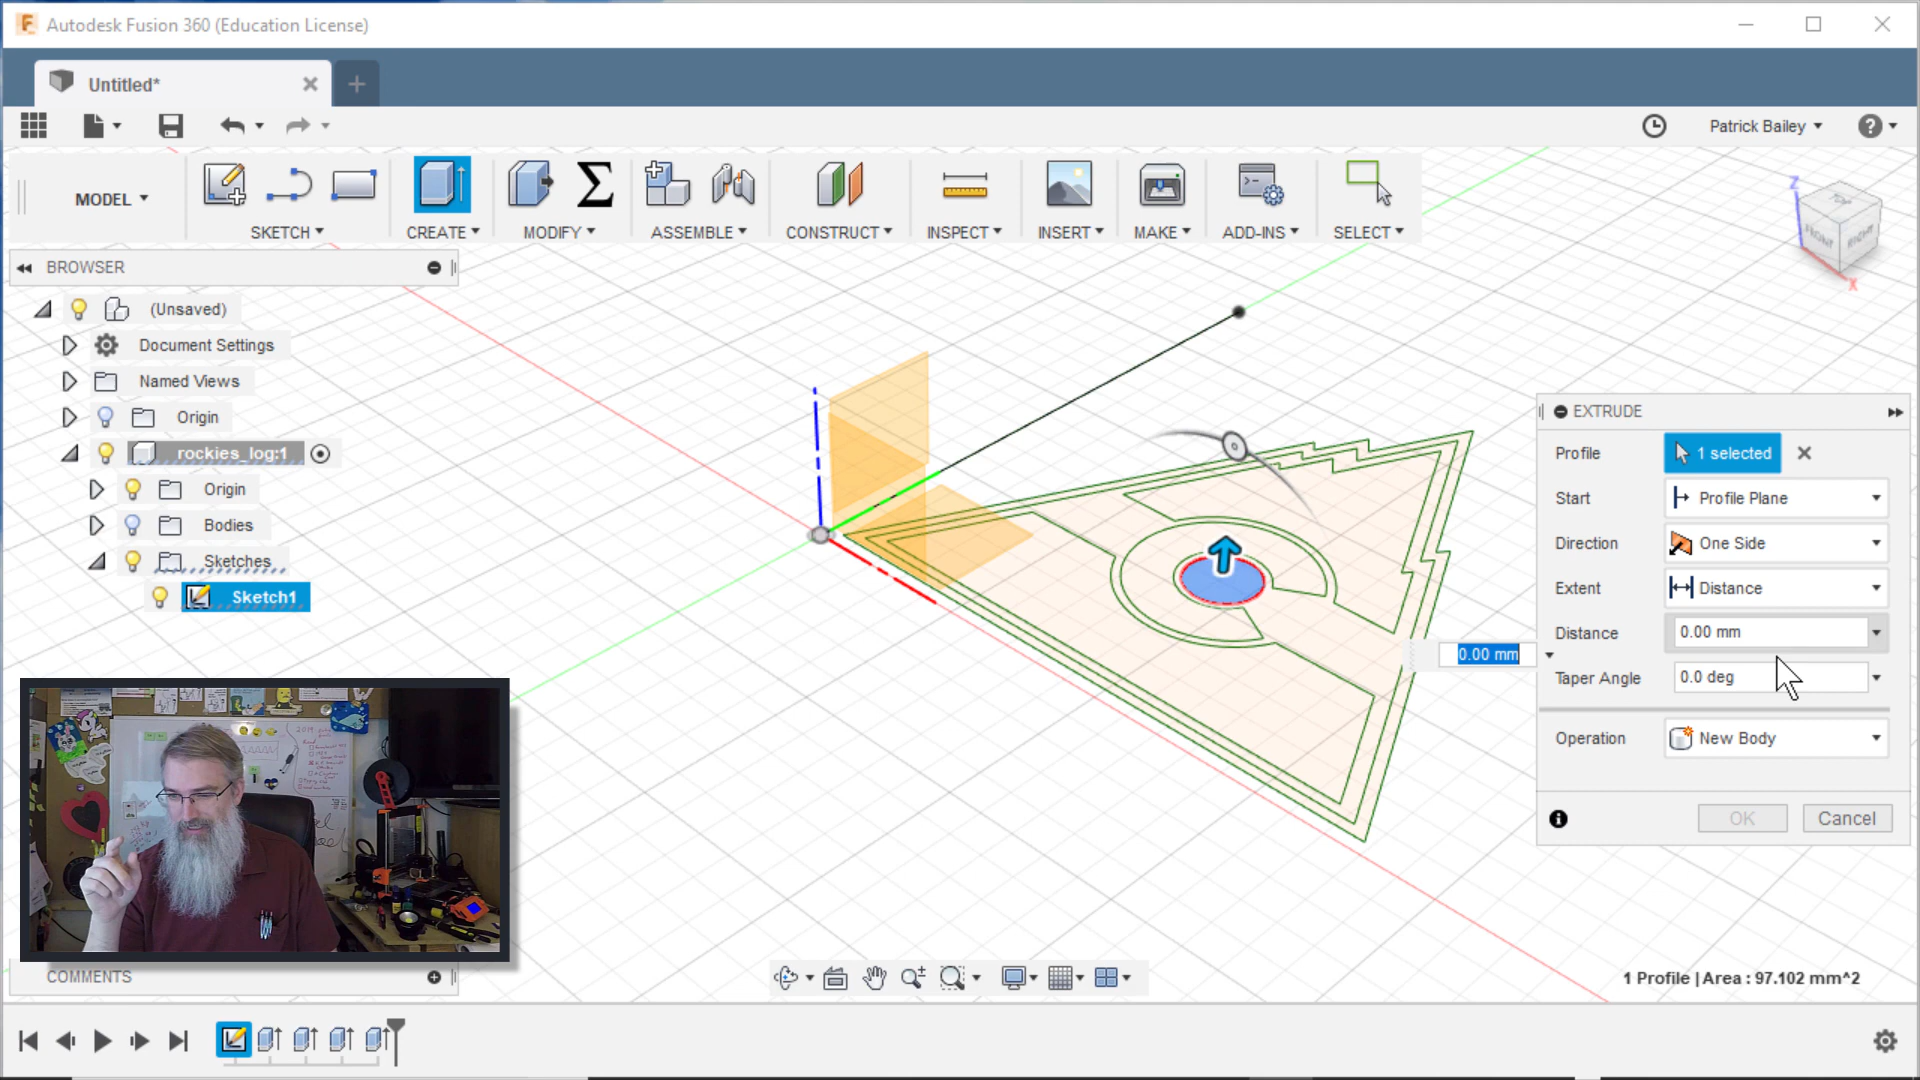 Autodesk Fusion 360 (Education License)
Untitled*
Patrick Bailey
MODEL
SKETCH
CREATE
MODIFY
ASSEMBLE
CONSTRUCT
INSPECT
INSERT
MAKE
ADD-INS
SELECT
Z
FRONT
RIGHT
X
BROWSER
(Unsaved)
Document Settings
Named Views
Origin
rockies_log:1
Origin
Bodies
Sketches
Sketch1
EXTRUDE
Profile
1 selected
Start
Profile Plane
Direction
One Side
Extent
Distance
Distance
0.00 mm
0.00 mm
Taper Angle
0.0 deg
Operation
New Body
OK
Cancel
2019
COMMENTS
1 Profile | Area : 97.102 mm^2